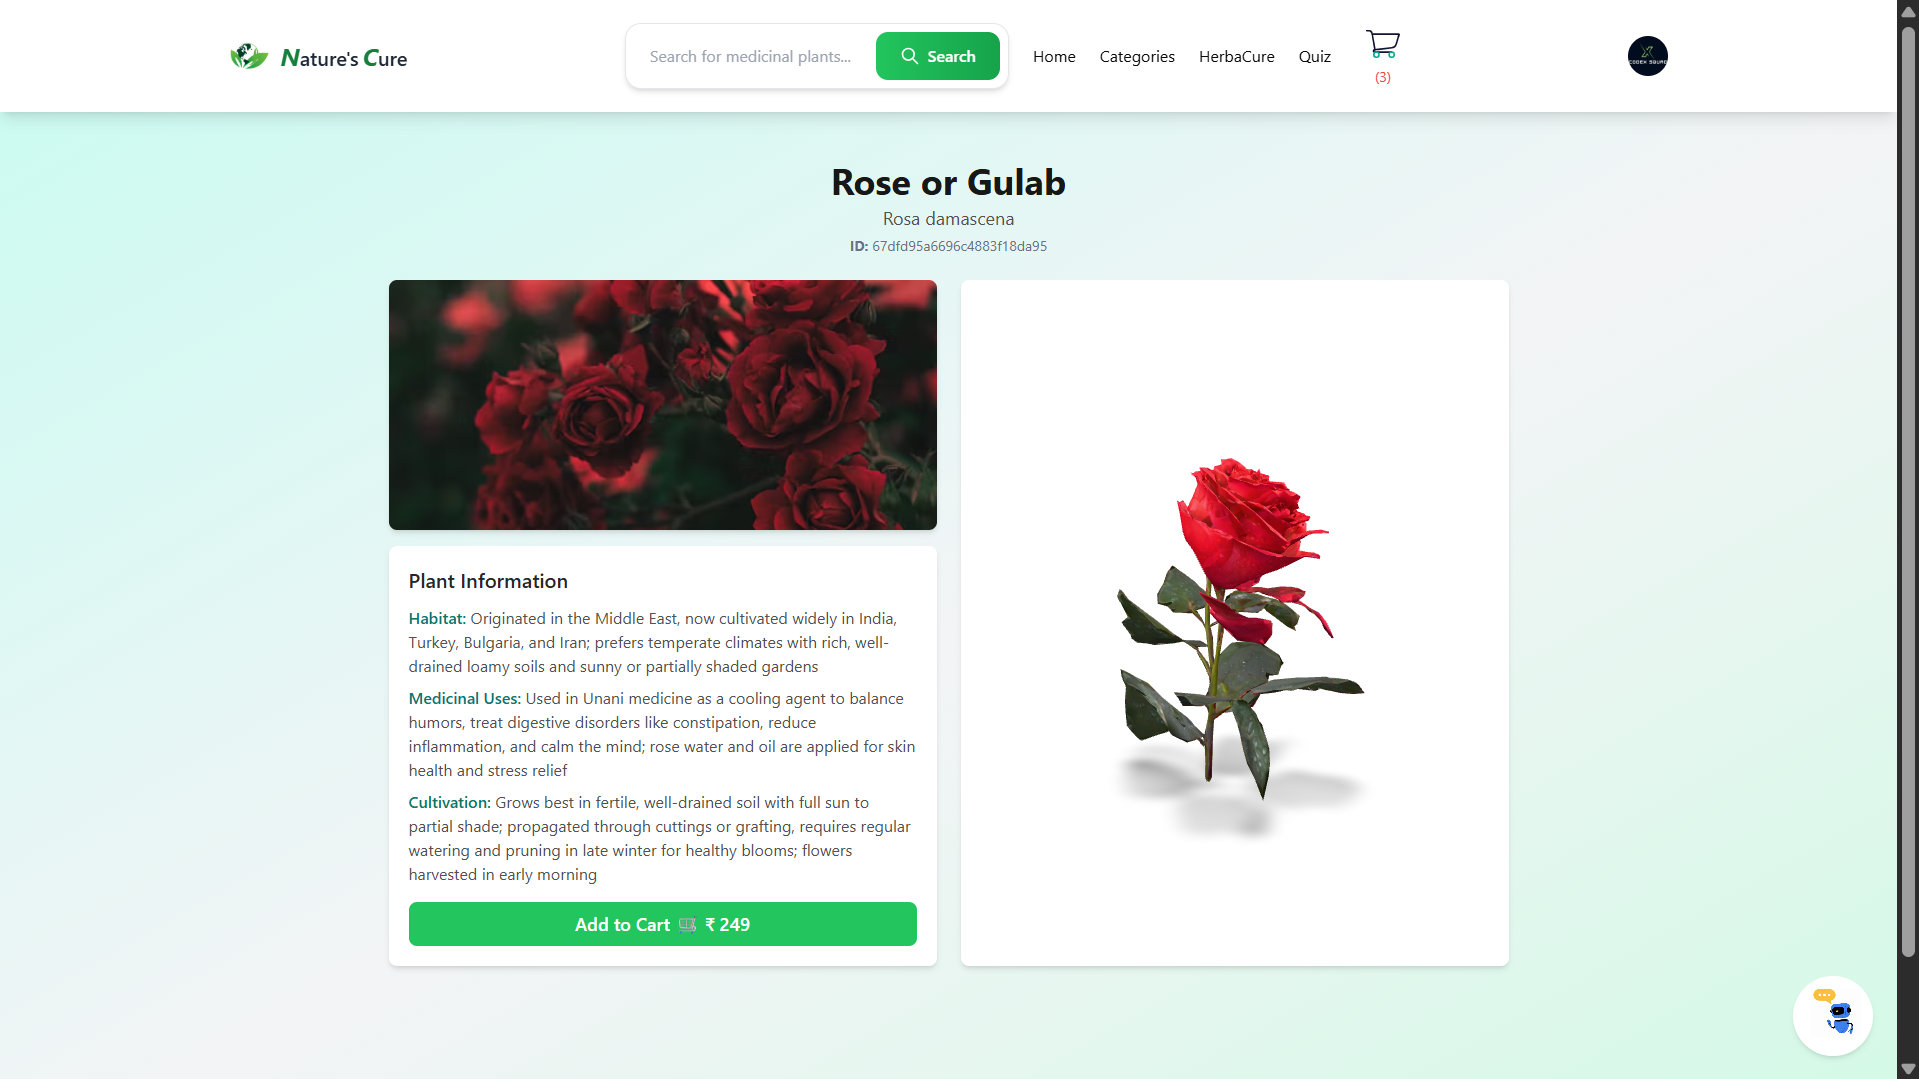 Nature's Cure
Search for medicinal plants...
Search
Home
Categories
HerbaCure
Quiz
(3)
Rose or Gulab
Rosa damascena
ID: 67dfd95a6696c4883f18da95
Plant Information
Habitat: Originated in the Middle East, now cultivated widely in India,
Turkey, Bulgaria, and Iran; prefers temperate climates with rich, well-
drained loamy soils and sunny or partially shaded gardens
Medicinal Uses: Used in Unani medicine as a cooling agent to balance
humors, treat digestive disorders like constipation, reduce
inflammation, and calm the mind; rose water and oil are applied for skin
health and stress relief
Cultivation: Grows best in fertile, well-drained soil with full sun to
partial shade; propagated through cuttings or grafting, requires regular
watering and pruning in late winter for healthy blooms; flowers
harvested in early morning
Add to Cart 🛒 ₹ 249